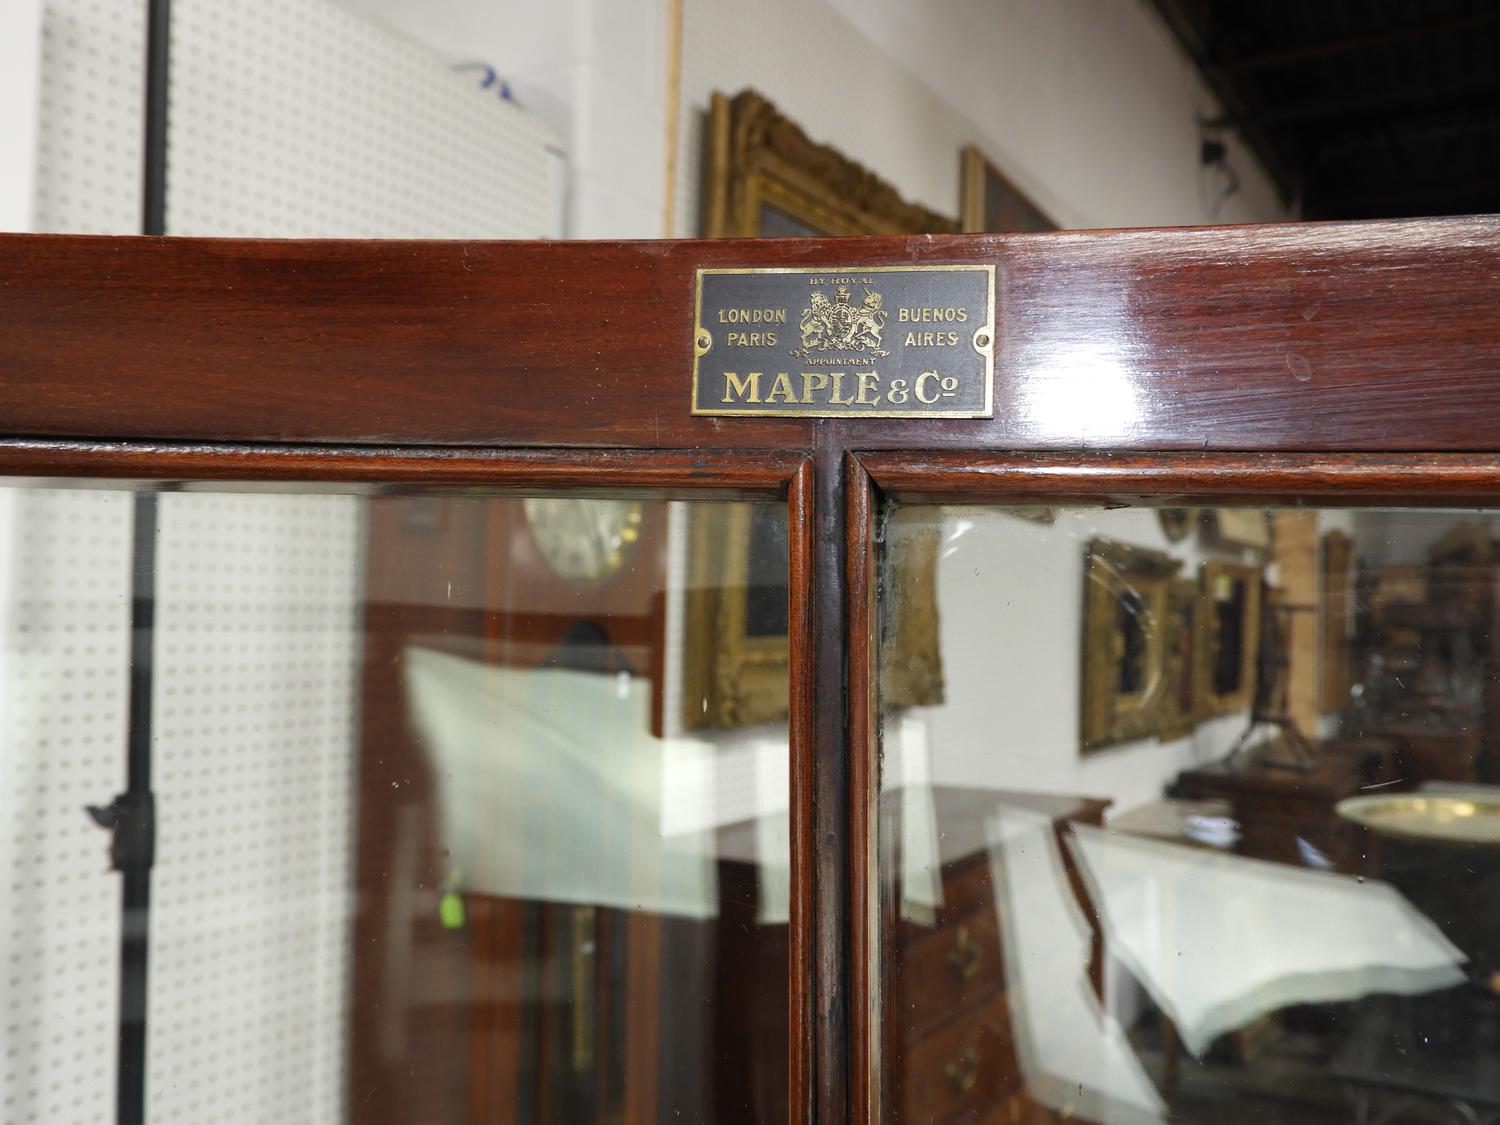 BY ROYAL
LONDON BUENOS
PARIS AIRES
APPOINTMENT
MAPLE & Co